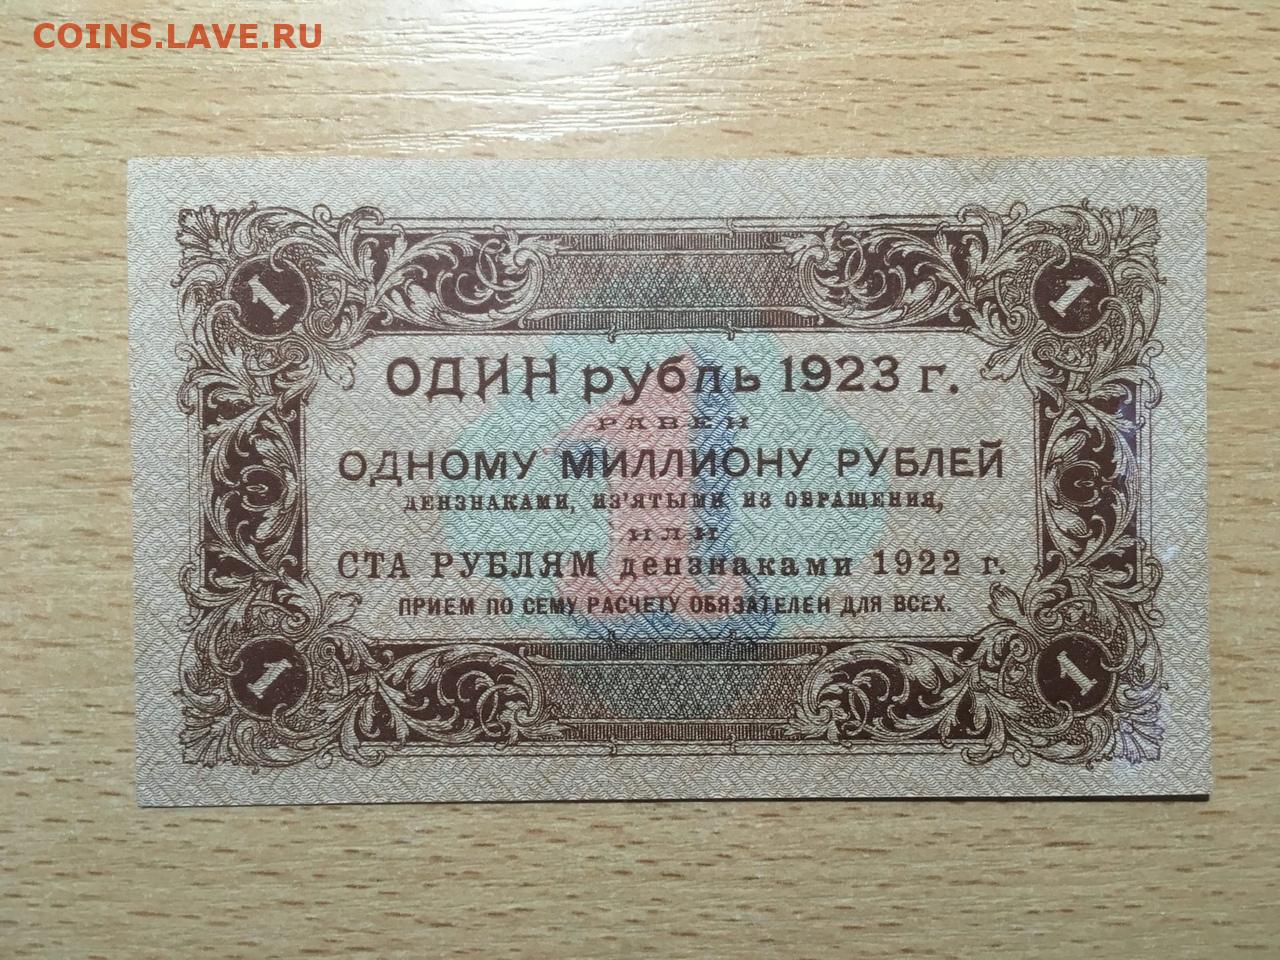 COINS.LAVE.RU
1 1
ОДИН рубль 1923 г.
РАВЕН
ОДНОМУ МИЛЛИОНУ РУБЛЕЙ
ДЕНЗНАКАМИ, ИЗ'ЯТЫМИ ИЗ ОБРАЩЕНИЯ,
ИЛИ
1
СТА РУБЛЯМ дензнаками 1922 г.
ПРИЕМ ПО СЕМУ РАСЧЕТУ ОБЯЗАТЕЛЕН ДЛЯ ВСЕХ.
1 1